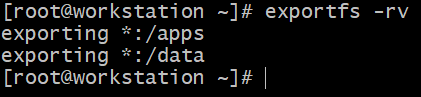 [root@workstation ~]# exportfs -rv
exporting *:/apps
exporting *:/data
[root@workstation ~]#